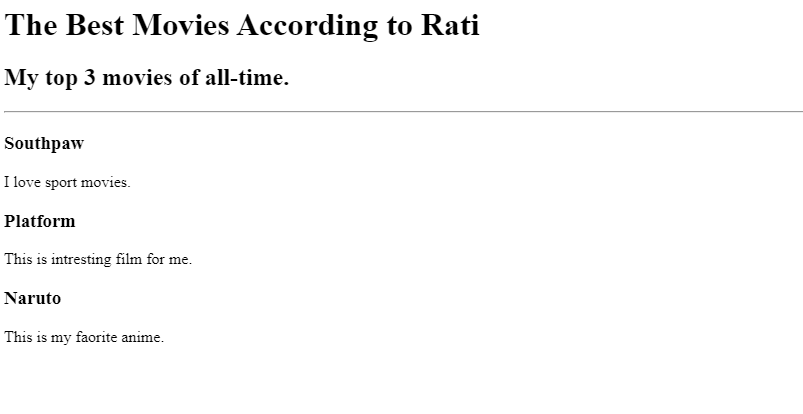 The Best Movies According to Rati
My top 3 movies of all-time.
Southpaw
I love sport movies.
Platform
This is intresting film for me.
Naruto
This is my faorite anime.